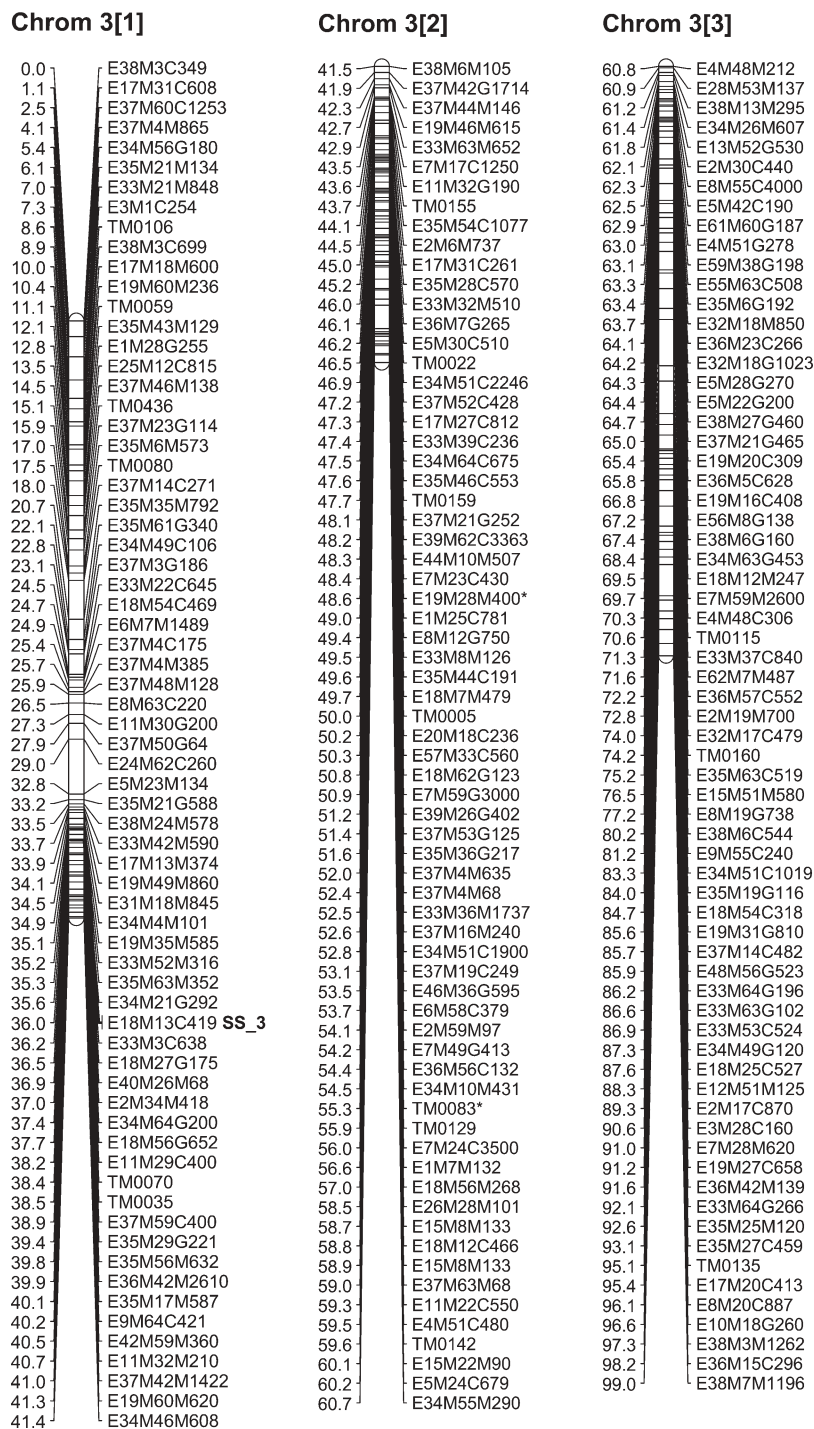 Chrom 3[1]
0.0 E38M3C349
1.1 E17M31C608
2.5 E37M60C1253
4.1 E37M4M865
5.4 E34M56G180
6.1 E35M21M134
7.0 E33M21M848
7.3 E3M1C254
8.6 TM0106
8.9 E38M3C699
10.0 E17M18M600
10.4 E19M60M236
11.1 TM0059
12.1 E35M43M129
12.8 E1M28G255
13.5 E25M12C815
14.5 E37M46M138
15.1 TM0436
15.9 E37M23G114
17.0 E35M6M573
17.5 TM0080
18.0 E37M14C271
20.7 E35M35M792
22.1 E35M61G340
22.8 E34M49C106
23.1 E37M3G186
24.5 E33M22C645
24.7 E18M54C469
24.9 E6M7M1489
25.4 E37M4C175
25.7 E37M4M385
25.9 E37M48M128
26.5 E8M63C220
27.3 E11M30G200
27.9 E37M50G64
29.0 E24M62C260
32.8 E5M23M134
33.2 E35M21G588
33.5 E38M24M578
33.7 E33M42M590
33.9 E17M13M374
34.1 E19M49M860
34.5 E31M18M845
34.9 E34M4M101
35.1 E19M35M585
35.2 E33M52M316
35.3 E35M63M352
35.6 E34M21G292
36.0 E18M13C419 SS_3
36.2 E33M3C638
36.5 E18M27G175
36.9 E40M26M68
37.0 E2M34M418
37.4 E34M64G200
37.7 E18M56G652
38.2 E11M29C400
38.4 TM0070
38.5 TM0035
38.9 E37M59C400
39.4 E35M29G221
39.8 E35M56M632
39.9 E36M42M2610
40.1 E35M17M587
40.2 E9M64C421
40.5 E42M59M360
40.7 E11M32M210
41.0 E37M42M1422
41.3 E19M60M620
41.4 E34M46M608
Chrom 3[2]
41.5 E38M6M105
41.9 E37M42G1714
42.3 E37M44M146
42.7 E19M46M615
42.9 E33M63M652
43.5 E7M17C1250
43.6 E11M32G190
43.7 TM0155
44.1 E35M54C1077
44.5 E2M6M737
45.0 E17M31C261
45.2 E35M28C570
46.0 E33M32M510
46.1 E36M7G265
46.2 E5M30C510
46.5 TM0022
46.9 E34M51C2246
47.2 E37M52C428
47.3 E17M27C812
47.4 E33M39C236
47.5 E34M64C675
47.6 E35M46C553
47.7 TM0159
48.1 E37M21G252
48.2 E39M62C3363
48.3 E44M10M507
48.4 E7M23C430
48.6 E19M28M400*
49.0 E1M25C781
49.4 E8M12G750
49.5 E33M8M126
49.6 E35M44C191
49.7 E18M7M479
50.0 TM0005
50.2 E20M18C236
50.3 E57M33C560
50.8 E18M62G123
50.9 E7M59G3000
51.2 E39M26G402
51.4 E37M53G125
51.6 E35M36G217
52.0 E37M4M635
52.4 E37M4M68
52.5 E33M36M1737
52.6 E37M16M240
52.8 E34M51C1900
53.1 E37M19C249
53.5 E46M36G595
53.7 E6M58C379
54.1 E2M59M97
54.2 E7M49G413
54.4 E36M56C132
54.5 E34M10M431
55.3 TM0083*
55.9 TM0129
56.0 E7M24C3500
56.6 E1M7M132
57.0 E18M56M268
58.5 E26M28M101
58.7 E15M8M133
58.8 E18M12C466
58.9 E15M8M133
59.0 E37M63M68
59.3 E11M22C550
59.5 E4M51C480
59.6 TM0142
60.1 E15M22M90
60.2 E5M24C679
60.7 E34M55M290
Chrom 3[3]
60.8 E4M48M212
60.9 E28M53M137
61.2 E38M13M295
61.4 E34M26M607
61.8 E13M52G530
62.1 E2M30C440
62.3 E8M55C4000
62.5 E5M42C190
62.9 E61M60G187
63.0 E4M51G278
63.1 E59M38G198
63.3 E55M63C508
63.4 E35M6G192
63.7 E32M18M850
64.1 E36M23C266
64.2 E32M18G1023
64.3 E5M28G270
64.4 E5M22G200
64.7 E38M27G460
65.0 E37M21G465
65.4 E19M20C309
65.8 E36M5C628
66.8 E19M16C408
67.2 E56M8G138
67.4 E38M6G160
68.4 E34M63G453
69.5 E18M12M247
69.7 E7M59M2600
70.3 E4M48C306
70.6 TM0115
71.3 E33M37C840
71.6 E62M7M487
72.2 E36M57C552
72.8 E2M19M700
74.0 E32M17C479
74.2 TM0160
75.2 E35M63C519
76.5 E15M51M580
77.2 E8M19G738
80.2 E38M6C544
81.2 E9M55C240
83.3 E34M51C1019
84.0 E35M19G116
84.7 E18M54C318
85.6 E19M31G810
85.7 E37M14C482
85.9 E48M56G523
86.2 E33M64G196
86.6 E33M63G102
86.9 E33M53C524
87.3 E34M49G120
87.6 E18M25C527
88.3 E12M51M125
89.3 E2M17C870
90.6 E3M28C160
91.0 E7M28M620
91.2 E19M27C658
91.6 E36M42M139
92.1 E33M64G266
92.6 E35M25M120
93.1 E35M27C459
95.1 TM0135
95.4 E17M20C413
96.1 E8M20C887
96.6 E10M18G260
97.3 E38M3M1262
98.2 E36M15C296
99.0 E38M7M1196